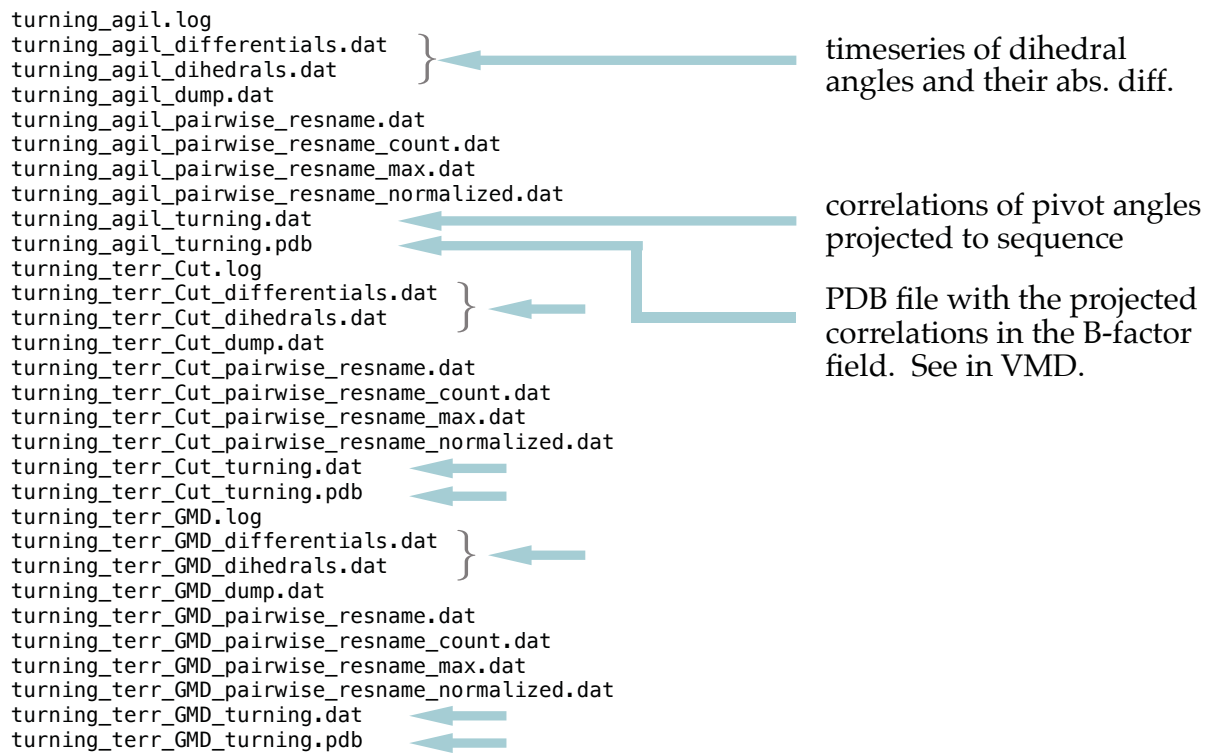 turning_agil.log
turning_agil_differentials.dat
turning_agil_dihedrals.dat
turning_agil_dump.dat
turning_agil_pairwise_resname.dat
turning_agil_pairwise_resname_count.dat
turning_agil_pairwise_resname_max.dat
turning_agil_pairwise_resname_normalized.dat
turning_agil_turning.dat
turning_agil_turning.pdb
turning_terr_Cut.log
turning_terr_Cut_differentials.dat
turning_terr_Cut_dihedrals.dat
turning_terr_Cut_dump.dat
turning_terr_Cut_pairwise_resname.dat
turning_terr_Cut_pairwise_resname_count.dat
turning_terr_Cut_pairwise_resname_max.dat
turning_terr_Cut_pairwise_resname_normalized.dat
turning_terr_Cut_turning.dat
turning_terr_Cut_turning.pdb
turning_terr_GMD.log
turning_terr_GMD_differentials.dat
turning_terr_GMD_dihedrals.dat
turning_terr_GMD_dump.dat
turning_terr_GMD_pairwise_resname.dat
turning_terr_GMD_pairwise_resname_count.dat
turning_terr_GMD_pairwise_resname_max.dat
turning_terr_GMD_pairwise_resname_normalized.dat
turning_terr_GMD_turning.dat
turning_terr_GMD_turning.pdb
timeseries of dihedral
angles and their abs. diff.
correlations of pivot angles
projected to sequence
PDB file with the projected
correlations in the B-factor
field. See in VMD.